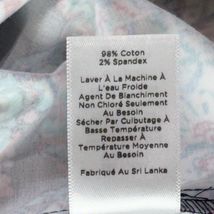 98% Coton
2% Spandex
Laver À La Machine À
L'eau Froide
Agent De Blanchiment
Non Chloré Seulement
Au Besoin
Sécher Par Culbutage À
Basse Température
Repasser À
Température Moyenne
Au Besoin
Fabriqué Au Sri Lanka